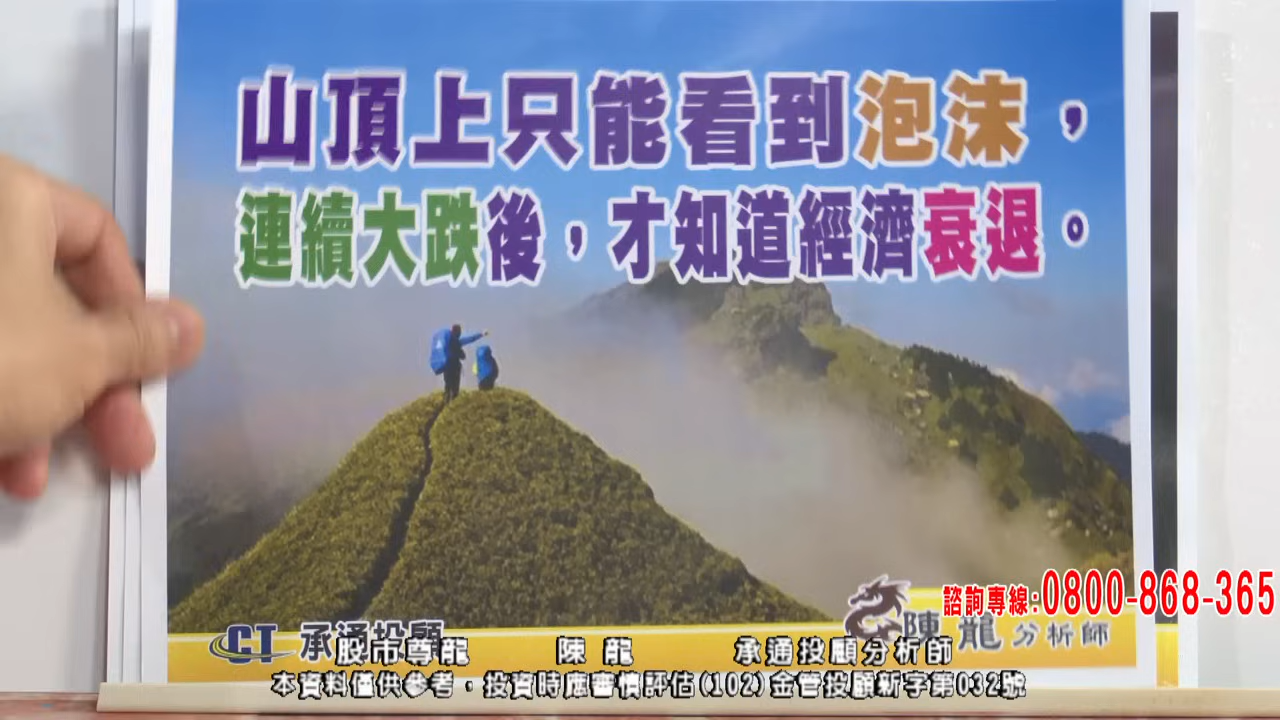 山頂上只能看到泡沫，
連續大跌後，才知道經濟衰退。
諮詢專線:0800-868-365
CT 承通投顧
陳龍分析師
股市尊龍 陳龍 承通投顧分析師
本資料僅供參考，投資時應審慎評估(102)金管投顧新字第032號